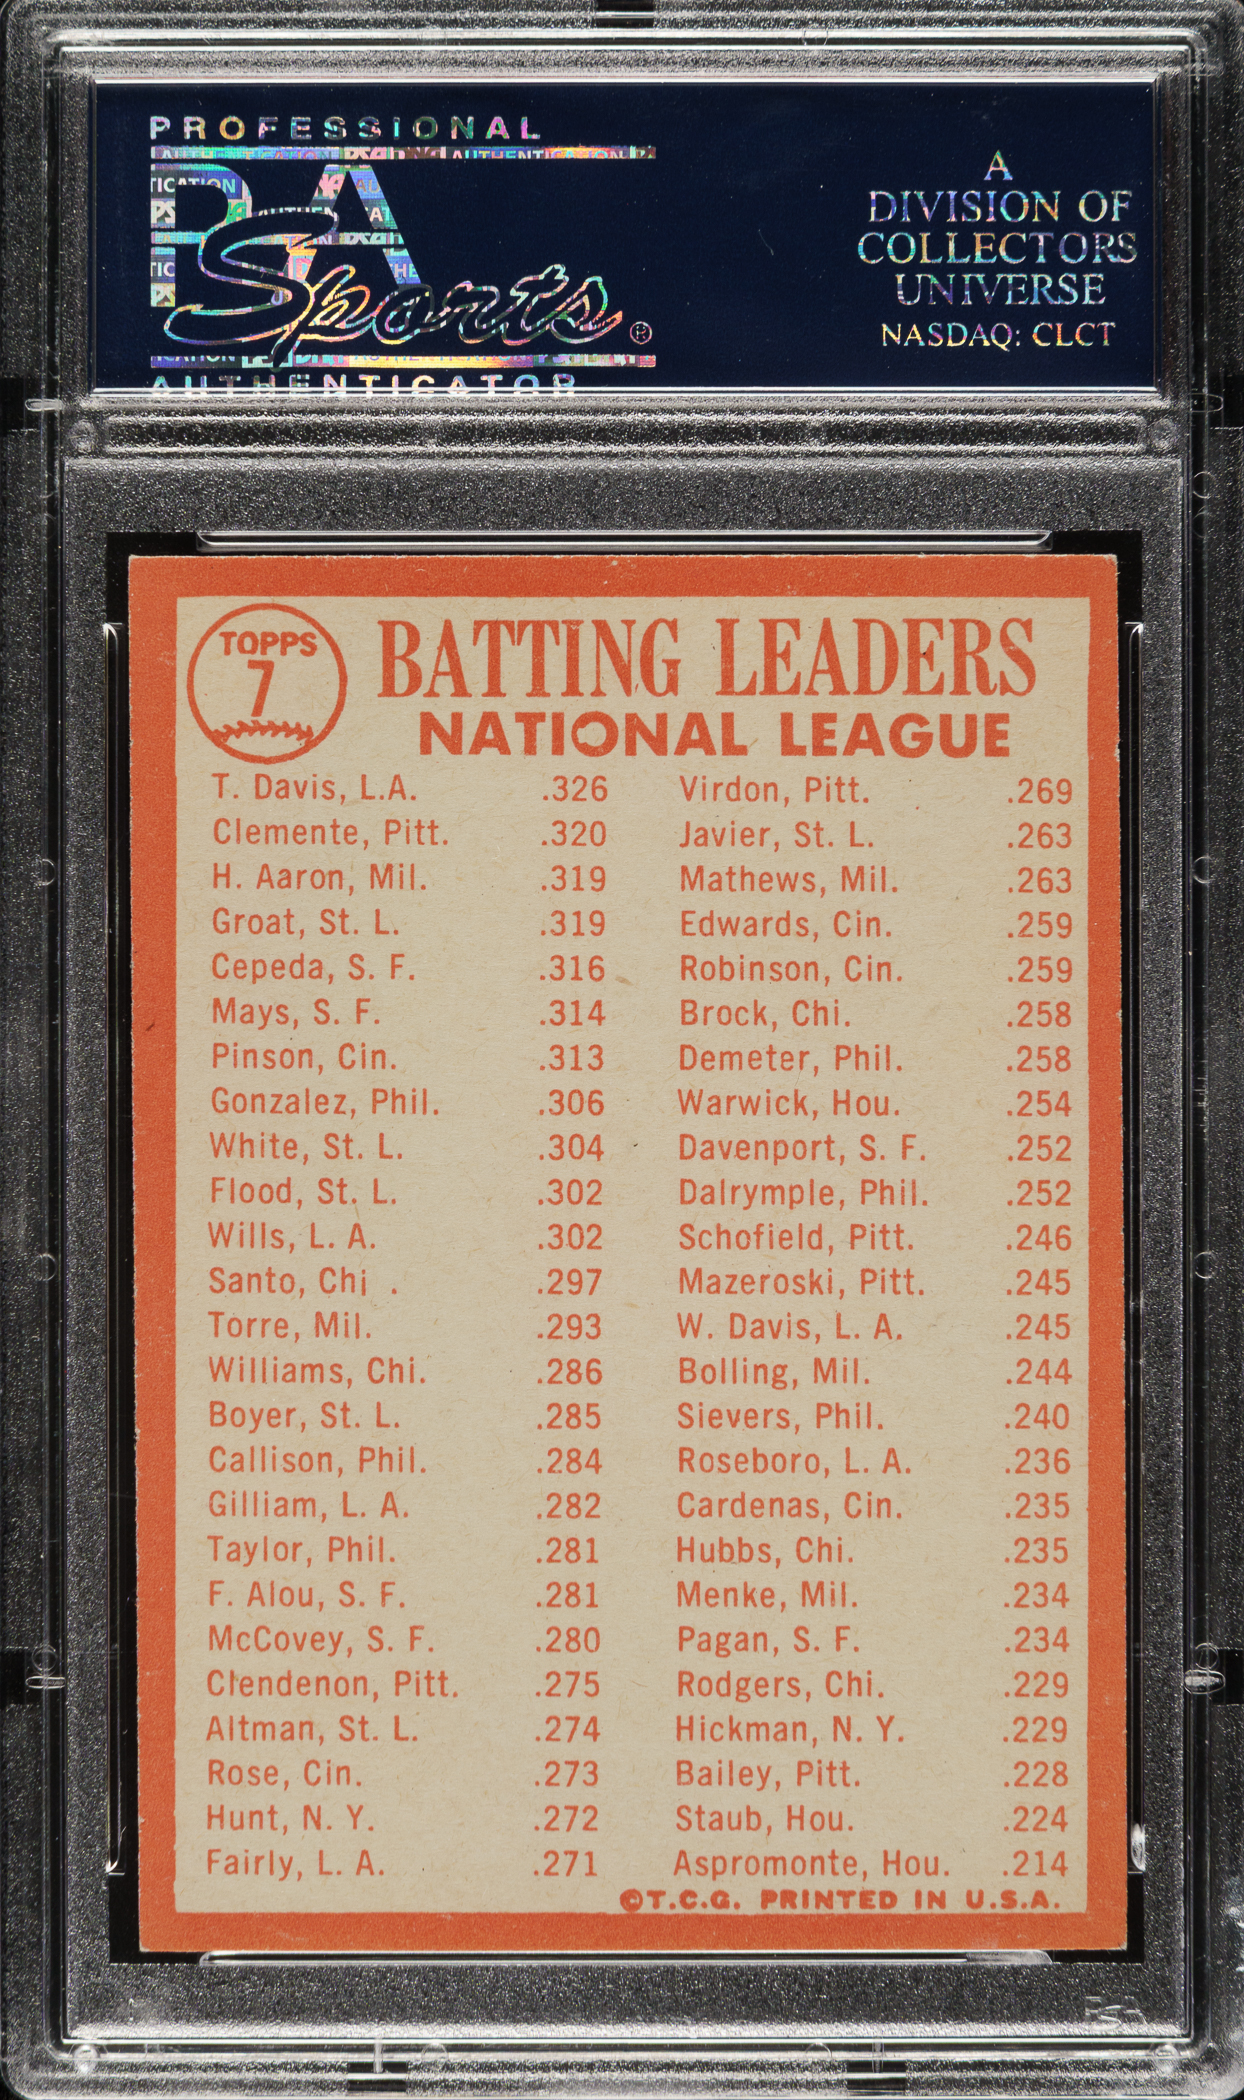 PROFESSIONAL
PSA
Sports®
AUTHENTICATOR
A
DIVISION OF
COLLECTORS
UNIVERSE
NASDAQ: CLCT
TOPPS
7
BATTING LEADERS
NATIONAL LEAGUE
T. Davis, L.A. .326
Clemente, Pitt. .320
H. Aaron, Mil. .319
Groat, St. L. .319
Cepeda, S. F. .316
Mays, S. F. .314
Pinson, Cin. .313
Gonzalez, Phil. .306
White, St. L. .304
Flood, St. L. .302
Wills, L. A. .302
Santo, Chi . .297
Torre, Mil. .293
Williams, Chi. .286
Boyer, St. L. .285
Callison, Phil. .284
Gilliam, L. A. .282
Taylor, Phil. .281
F. Alou, S. F. .281
McCovey, S. F. .280
Clendenon, Pitt. .275
Altman, St. L. .274
Rose, Cin. .273
Hunt, N. Y. .272
Fairly, L. A. .271
Virdon, Pitt. .269
Javier, St. L. .263
Mathews, Mil. .263
Edwards, Cin. .259
Robinson, Cin. .259
Brock, Chi. .258
Demeter, Phil. .258
Warwick, Hou. .254
Davenport, S. F. .252
Dalrymple, Phil. .252
Schofield, Pitt. .246
Mazeroski, Pitt. .245
W. Davis, L. A. .245
Bolling, Mil. .244
Sievers, Phil. .240
Roseboro, L. A. .236
Cardenas, Cin. .235
Hubbs, Chi. .235
Menke, Mil. .234
Pagan, S. F. .234
Rodgers, Chi. .229
Hickman, N. Y. .229
Bailey, Pitt. .228
Staub, Hou. .224
Aspromonte, Hou. .214
©T.C.G. PRINTED IN U.S.A.
PSA